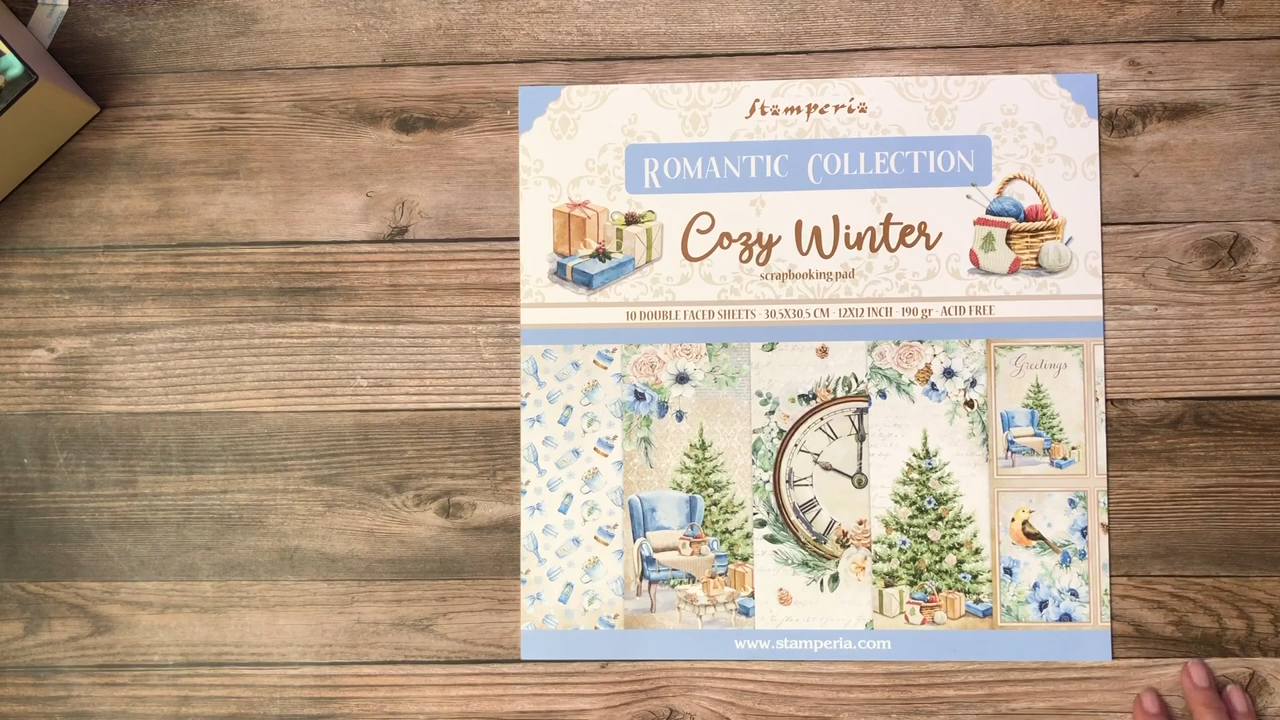 Stamperia
ROMANTIC COLLECTION
Cozy Winter
scrapbooking pad
10 DOUBLE FACED SHEETS - 30.5X30.5 CM - 12X12 INCH - 190 gr - ACID FREE
Greetings
www.stamperia.com